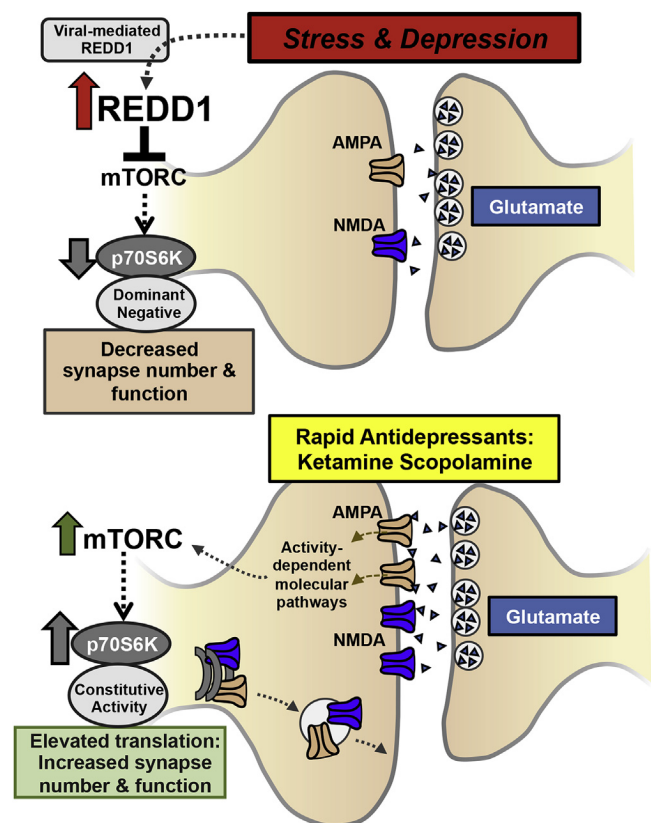 Viral-mediated
REDD1
Stress & Depression
REDD1
mTORC
p70S6K
Dominant
Negative
Decreased
synapse number &
function
AMPA
NMDA
Glutamate
Rapid Antidepressants:
Ketamine Scopolamine
mTORC
p70S6K
Constitutive
Activity
Elevated translation:
Increased synapse
number & function
AMPA
Activity-
dependent
molecular
pathways
NMDA
Glutamate